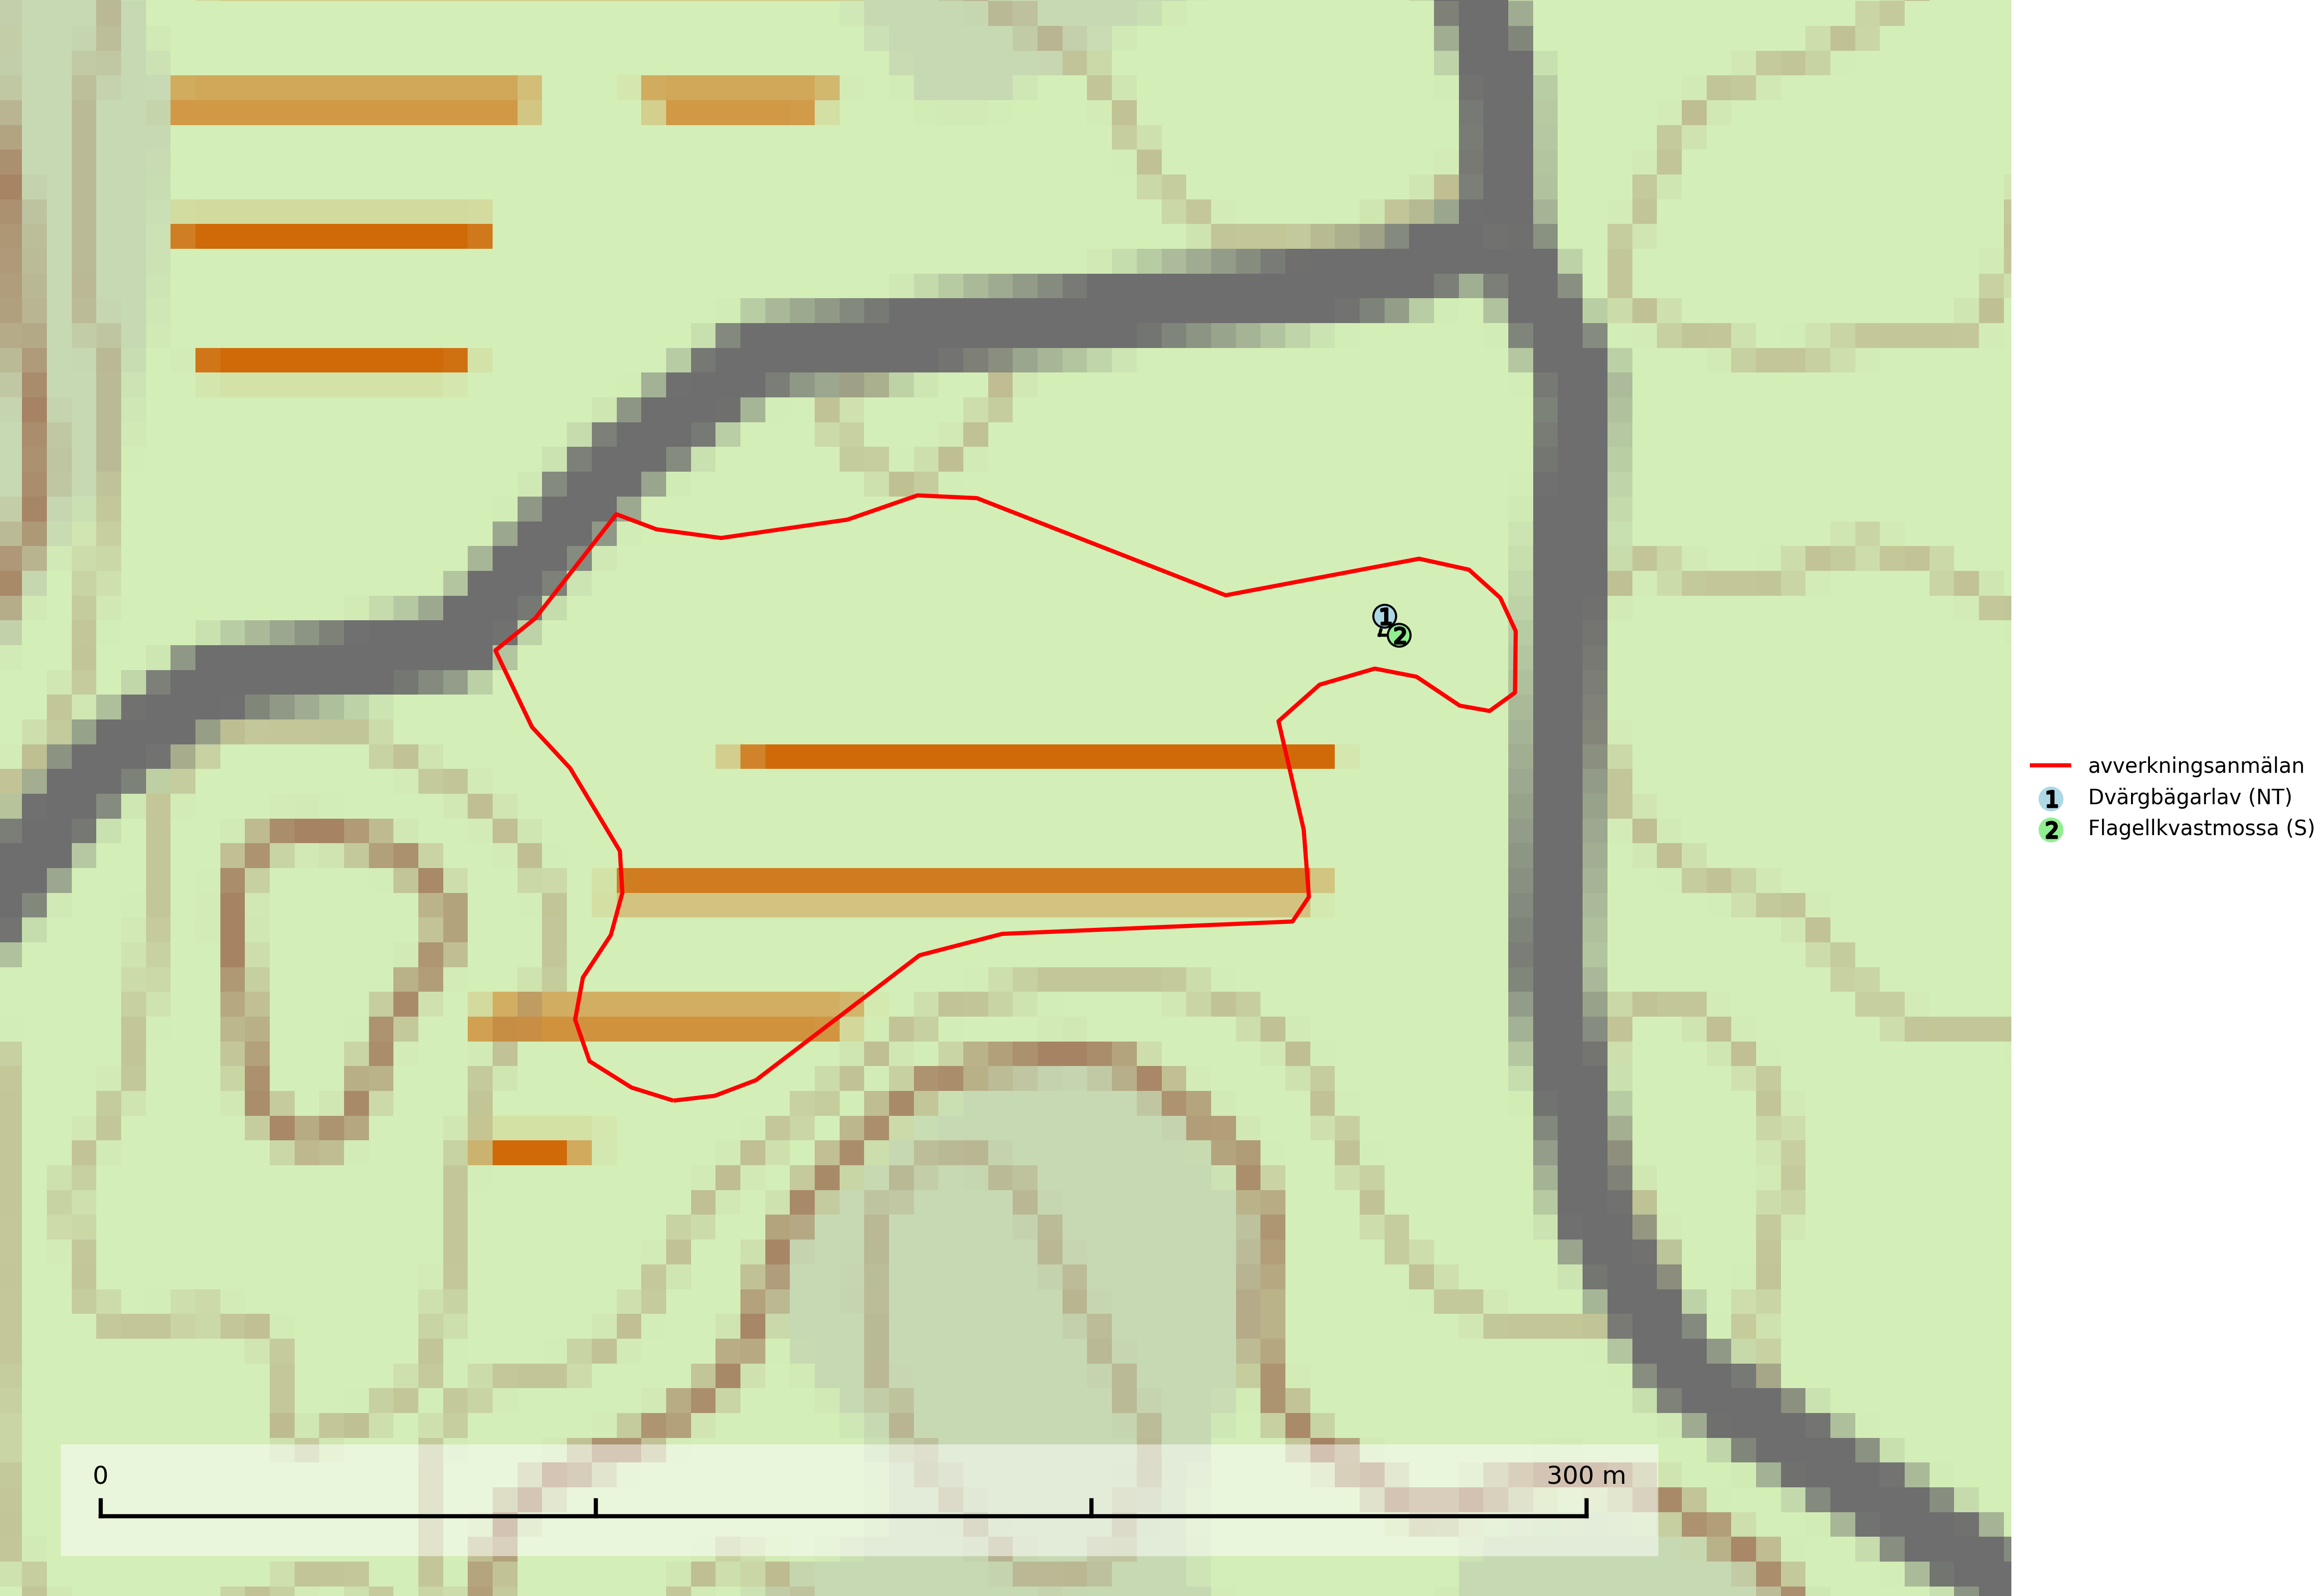 1
2
avverkningsanmälan
1 Dvärgbägarlav (NT)
2 Flagellkvastmossa (S)
0 300 m